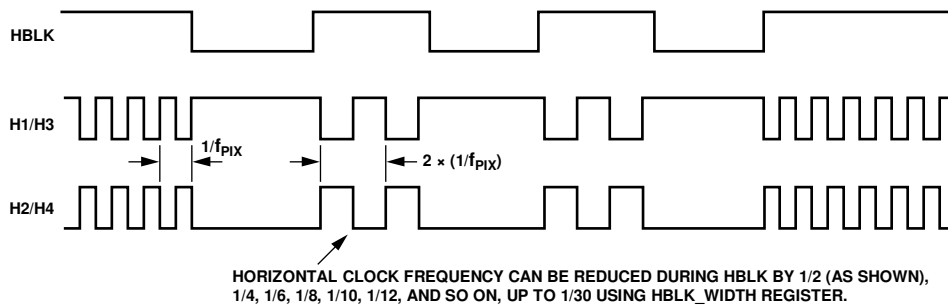 HBLK
H1/H3
1/fPIX
2 × (1/fPIX)
H2/H4
HORIZONTAL CLOCK FREQUENCY CAN BE REDUCED DURING HBLK BY 1/2 (AS SHOWN),
1/4, 1/6, 1/8, 1/10, 1/12, AND SO ON, UP TO 1/30 USING HBLK_WIDTH REGISTER.